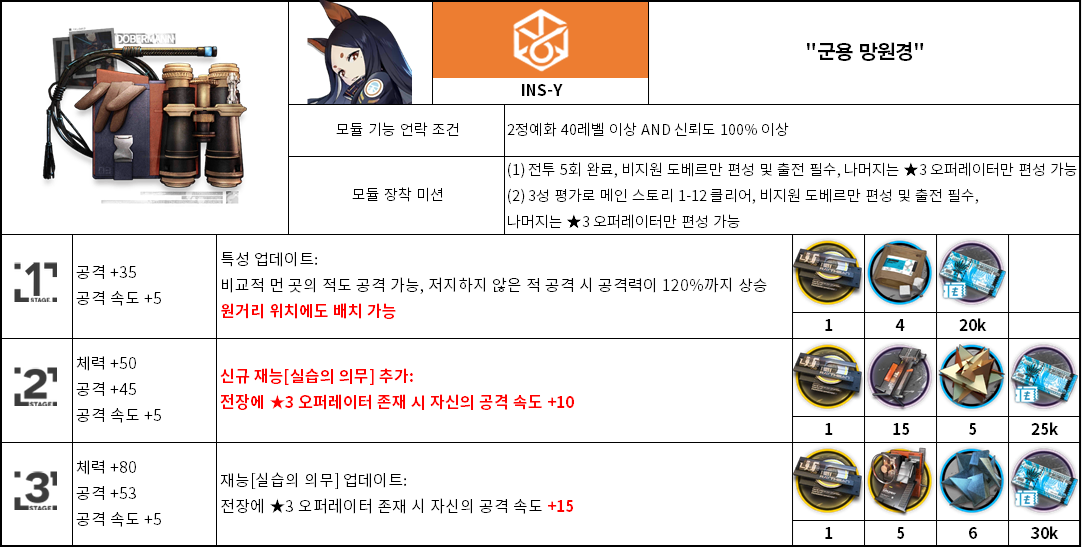 DOBERMANN
INS-Y
"군용 망원경"
모듈 기능 언락 조건
2정예화 40레벨 이상 AND 신뢰도 100% 이상
모듈 장착 미션
(1) 전투 5회 완료, 비지원 도베르만 편성 및 출전 필수, 나머지는 ★3 오퍼레이터만 편성 가능
(2) 3성 평가로 메인 스토리 1-12 클리어, 비지원 도베르만 편성 및 출전 필수,
나머지는 ★3 오퍼레이터만 편성 가능
1
STAGE
공격 +35
공격 속도 +5
특성 업데이트:
비교적 먼 곳의 적도 공격 가능, 저지하지 않은 적 공격 시 공격력이 120%까지 상승
원거리 위치에도 배치 가능
1
4
20k
2
STAGE
체력 +50
공격 +45
공격 속도 +5
신규 재능[실습의 의무] 추가:
전장에 ★3 오퍼레이터 존재 시 자신의 공격 속도 +10
1
15
5
25k
3
STAGE
체력 +80
공격 +53
공격 속도 +5
재능[실습의 의무] 업데이트:
전장에 ★3 오퍼레이터 존재 시 자신의 공격 속도 +15
1
5
6
30k